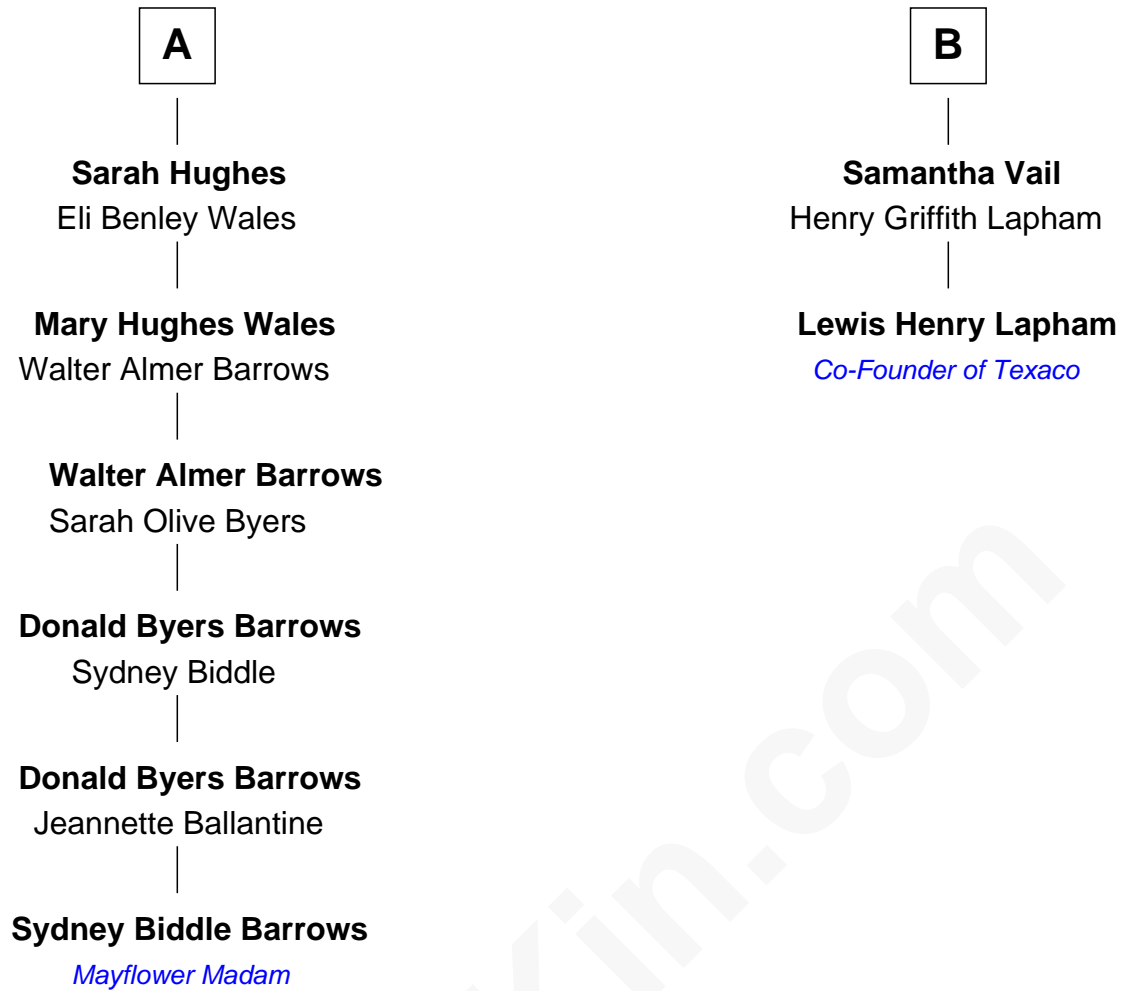 A
Sarah Hughes
Eli Benley Wales
Mary Hughes Wales
Walter Almer Barrows
Walter Almer Barrows
Sarah Olive Byers
Donald Byers Barrows
Sydney Biddle
Donald Byers Barrows
Jeannette Ballantine
Sydney Biddle Barrows
Mayflower Madam
B
Samantha Vail
Henry Griffith Lapham
Lewis Henry Lapham
Co-Founder of Texaco
Kin.com